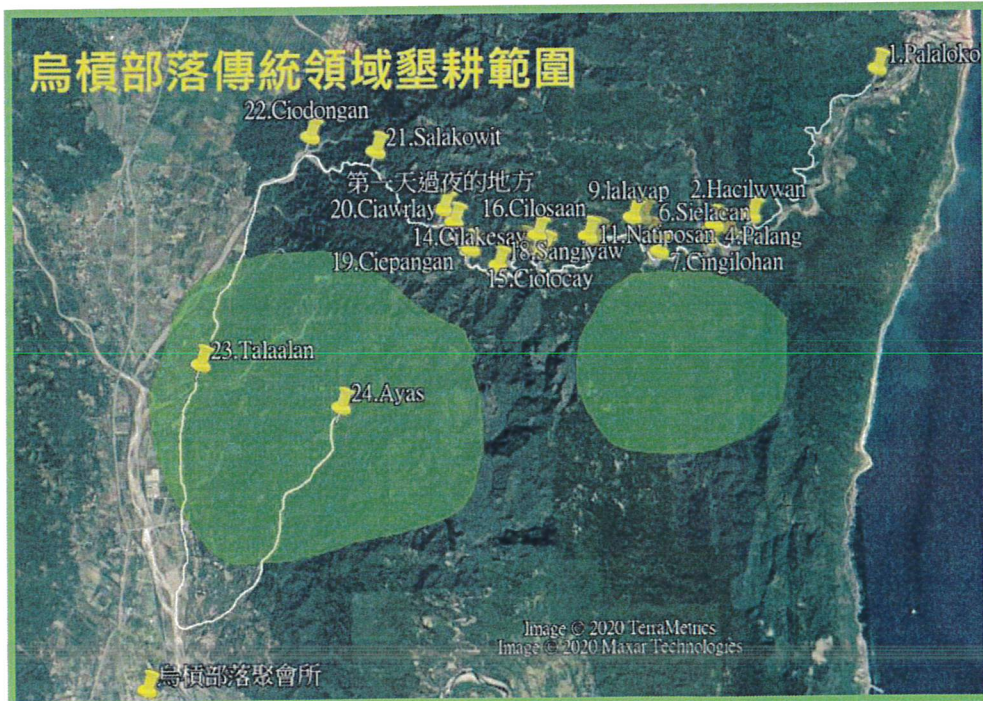 烏槓部落傳統領域墾耕範圍
1.Palaloko
22.Ciodongan
21.Salakowit
第一天過夜的地方
9.lalayap
2.Hacilwwan
20.Ciawrlay
16.Cilosaan
6.Sielacan
14.Cilakesay
11.Natiposan
4.Palang
19.Ciepangan
18.Sangiyaw
7.Cingilohan
15.Ciotocay
23.Talaalan
24.Ayas
Image © 2020 TerraMetrics
Image © 2020 Maxar Technologies
烏槓部落聚會所